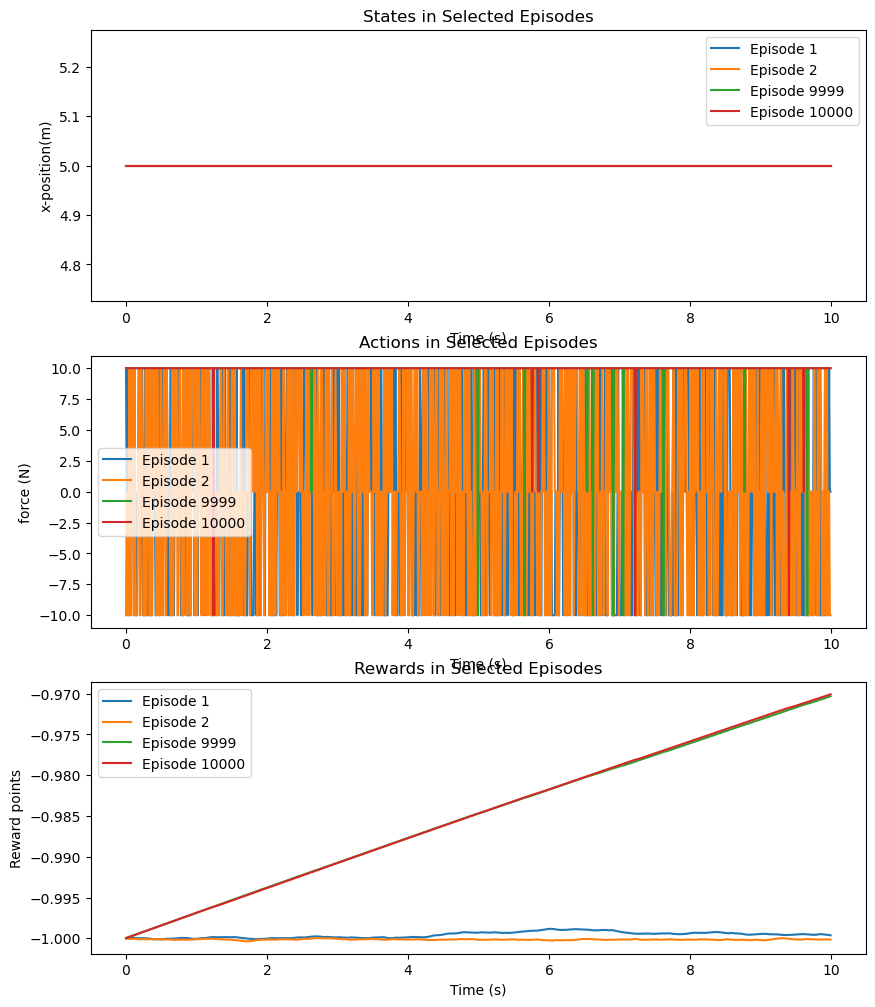 States in Selected Episodes
x-position(m)
5.2
5.1
5.0
4.9
4.8
Episode 1
Episode 2
Episode 9999
Episode 10000
0 2 4 6 8 10
Time (s)
Actions in Selected Episodes
force (N)
10.0
7.5
5.0
2.5
0.0
−2.5
−5.0
−7.5
−10.0
Episode 1
Episode 2
Episode 9999
Episode 10000
0 2 4 6 8 10
Time (s)
Rewards in Selected Episodes
Reward points
−0.970
−0.975
−0.980
−0.985
−0.990
−0.995
−1.000
Episode 1
Episode 2
Episode 9999
Episode 10000
0 2 4 6 8 10
Time (s)